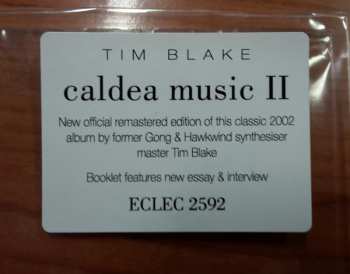 TIM BLAKE
caldea music II
New official remastered edition of this classic 2002
album by former Gong & Hawkwind synthesiser
master Tim Blake
Booklet features new essay & interview
ECLEC 2592